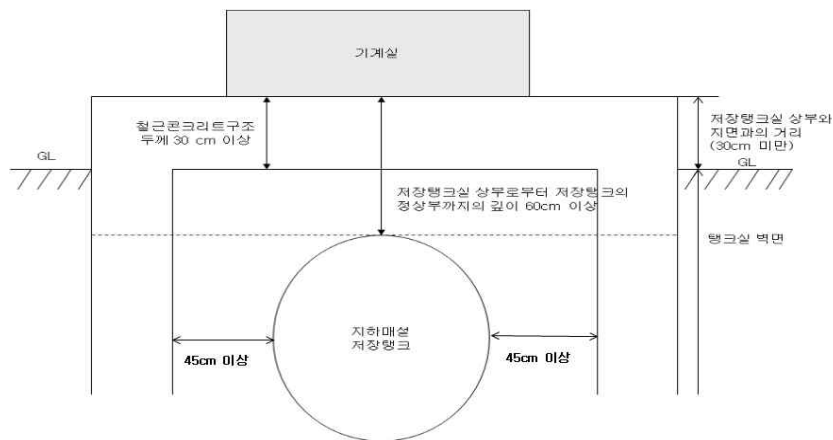 기계실
철근콘크리트구조
두께 30 cm 이상
저장탱크실 상부와
지면과의 거리
(30cm 미만)
GL
GL
저장탱크실 상부로부터 저장탱크의
정상부까지의 깊이 60cm 이상
탱크실 벽면
지하매설
저장탱크
45cm 이상
45cm 이상